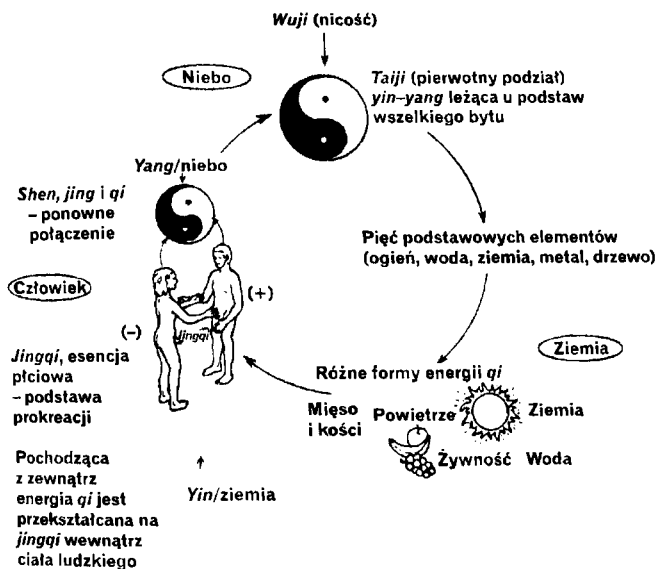 Wuji (nicość)
Niebo
Taiji (pierwotny podział)
yin–yang leżąca u podstaw
wszelkiego bytu
Yang/niebo
Shen, jing i qi
– ponowne
połączenie
Pięć podstawowych elementów
(ogień, woda, ziemia, metal, drzewo)
Człowiek
(+)
(–)
Jingqi
Jingqi, esencja
płciowa
– podstawa
prokreacji
Ziemia
Różne formy energii qi
Mięso
i kości
Powietrze
Ziemia
Żywność
Woda
Pochodząca
z zewnątrz
energia qi jest
przekształcana na
jingqi wewnątrz
ciała ludzkiego
Yin/ziemia